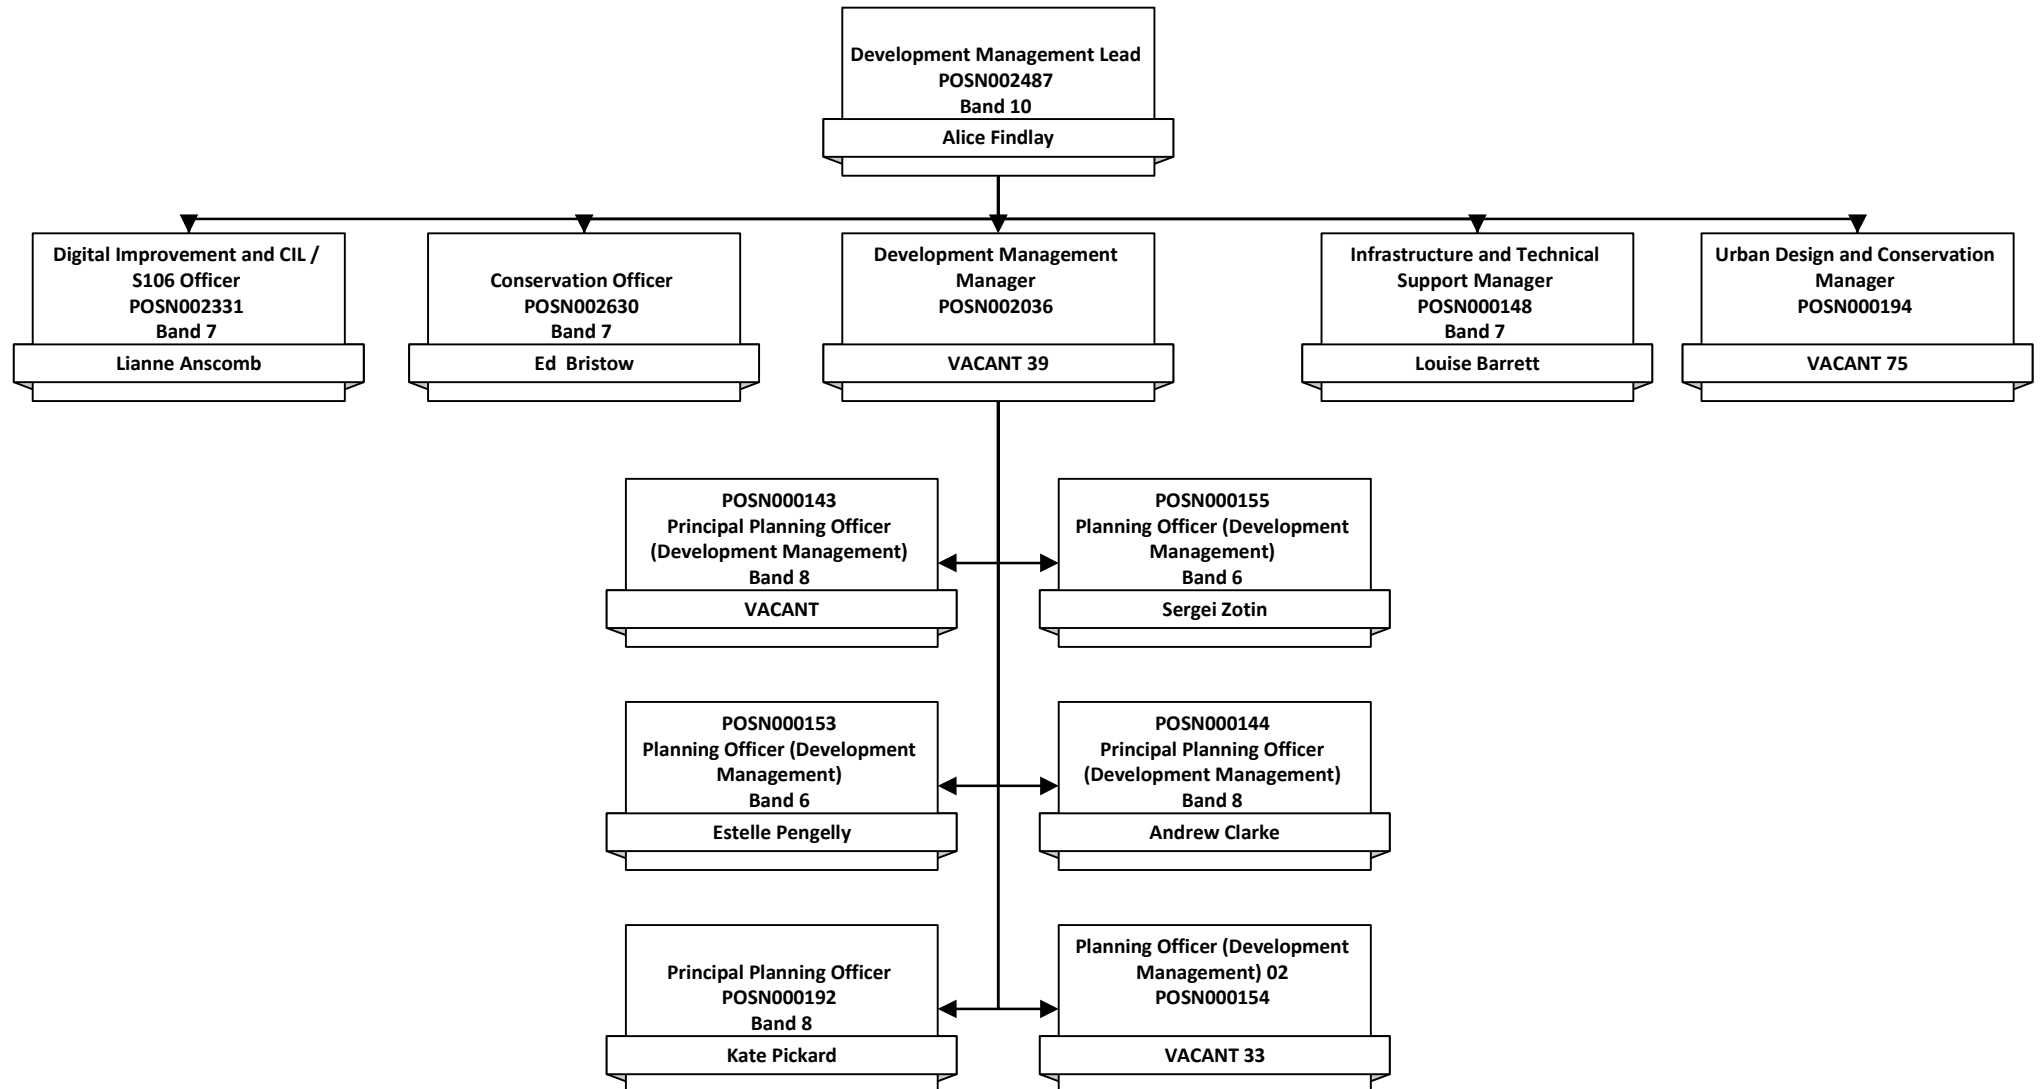 Development Management Lead
POSN002487
Band 10
Alice Findlay
Digital Improvement and CIL /
S106 Officer
POSN002331
Band 7
Lianne Anscomb
Conservation Officer
POSN002630
Band 7
Ed  Bristow
Development Management
Manager
POSN002036
VACANT 39
Infrastructure and Technical
Support Manager
POSN000148
Band 7
Louise Barrett
Urban Design and Conservation
Manager
POSN000194
VACANT 75
POSN000143
Principal Planning Officer
(Development Management)
Band 8
VACANT
POSN000155
Planning Officer (Development
Management)
Band 6
Sergei Zotin
POSN000153
Planning Officer (Development
Management)
Band 6
Estelle Pengelly
POSN000144
Principal Planning Officer
(Development Management)
Band 8
Andrew Clarke
Principal Planning Officer
POSN000192
Band 8
Kate Pickard
Planning Officer (Development
Management) 02
POSN000154
VACANT 33